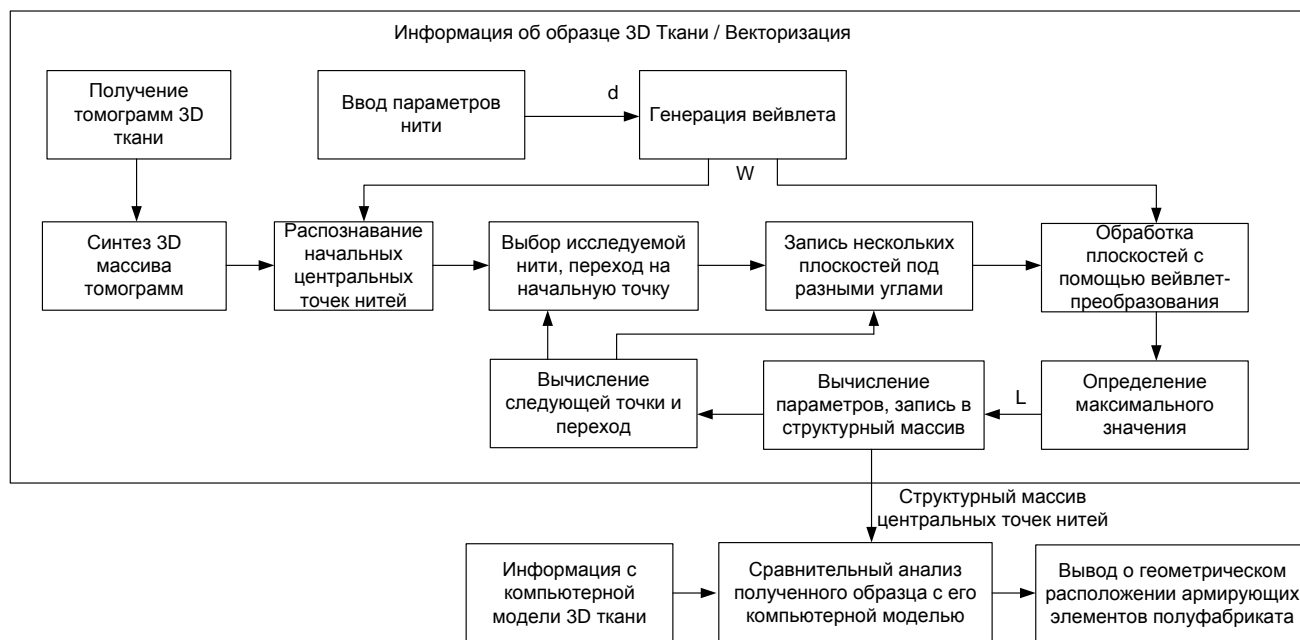 Информация об образце 3D Ткани / Векторизация
Получение
томограмм 3D
ткани
Ввод параметров
нити
d
Генерация вейвлета
W
Синтез 3D
массива
томограмм
Распознавание
начальных
центральных
точек нитей
Выбор исследуемой
нити, переход на
начальную точку
Запись нескольких
плоскостей под
разными углами
Обработка
плоскостей с
помощью вейвлет-
преобразования
Вычисление
следующей точки и
переход
Вычисление
параметров, запись в
структурный массив
L
Определение
максимального
значения
Структурный массив
центральных точек нитей
Информация с
компьютерной
модели 3D ткани
Сравнительный анализ
полученного образца с его
компьютерной моделью
Вывод о геометрическом
расположении армирующих
элементов полуфабриката